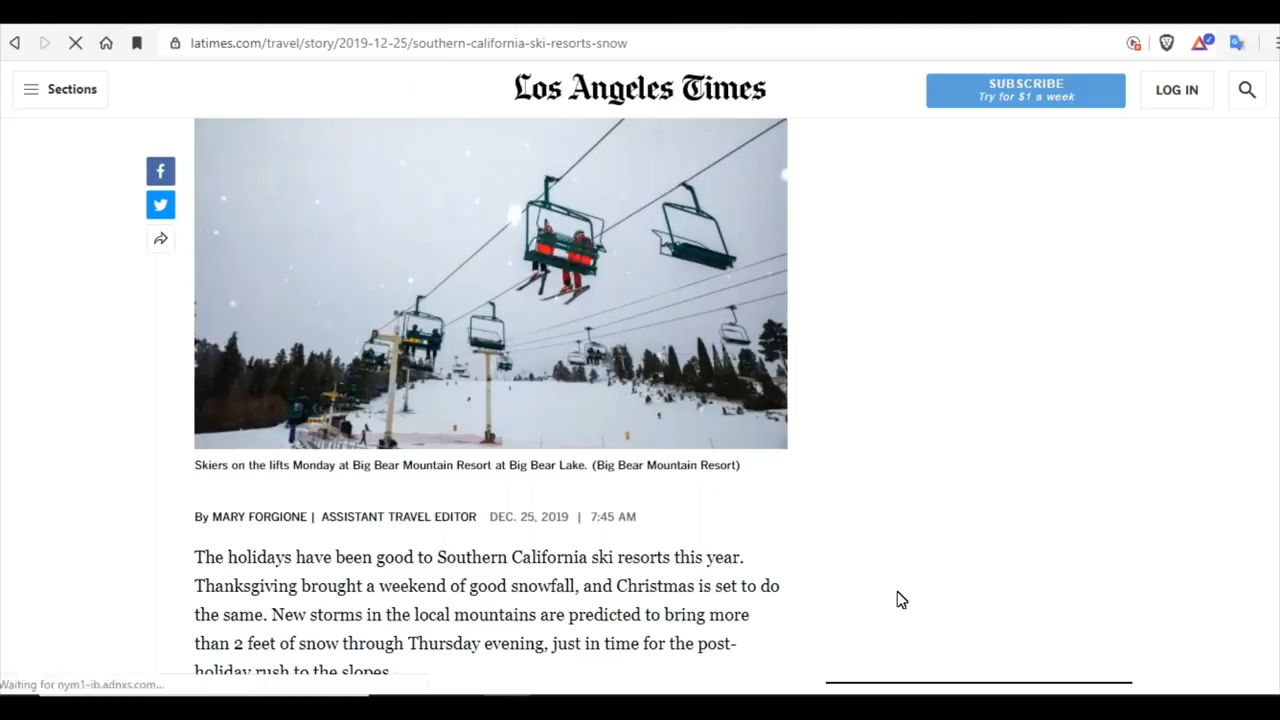 latimes.com/travel/story/2019-12-25/southern-california-ski-resorts-snow
Sections
Los Angeles Times
SUBSCRIBE
Try for $1 a week
LOG IN
Skiers on the lifts Monday at Big Bear Mountain Resort at Big Bear Lake. (Big Bear Mountain Resort)
By MARY FORGIONE | ASSISTANT TRAVEL EDITOR DEC. 25, 2019 | 7:45 AM
The holidays have been good to Southern California ski resorts this year.
Thanksgiving brought a weekend of good snowfall, and Christmas is set to do
the same. New storms in the local mountains are predicted to bring more
than 2 feet of snow through Thursday evening, just in time for the post-
holiday rush to the slopes.
Waiting for nym1-ib.adnxs.com...